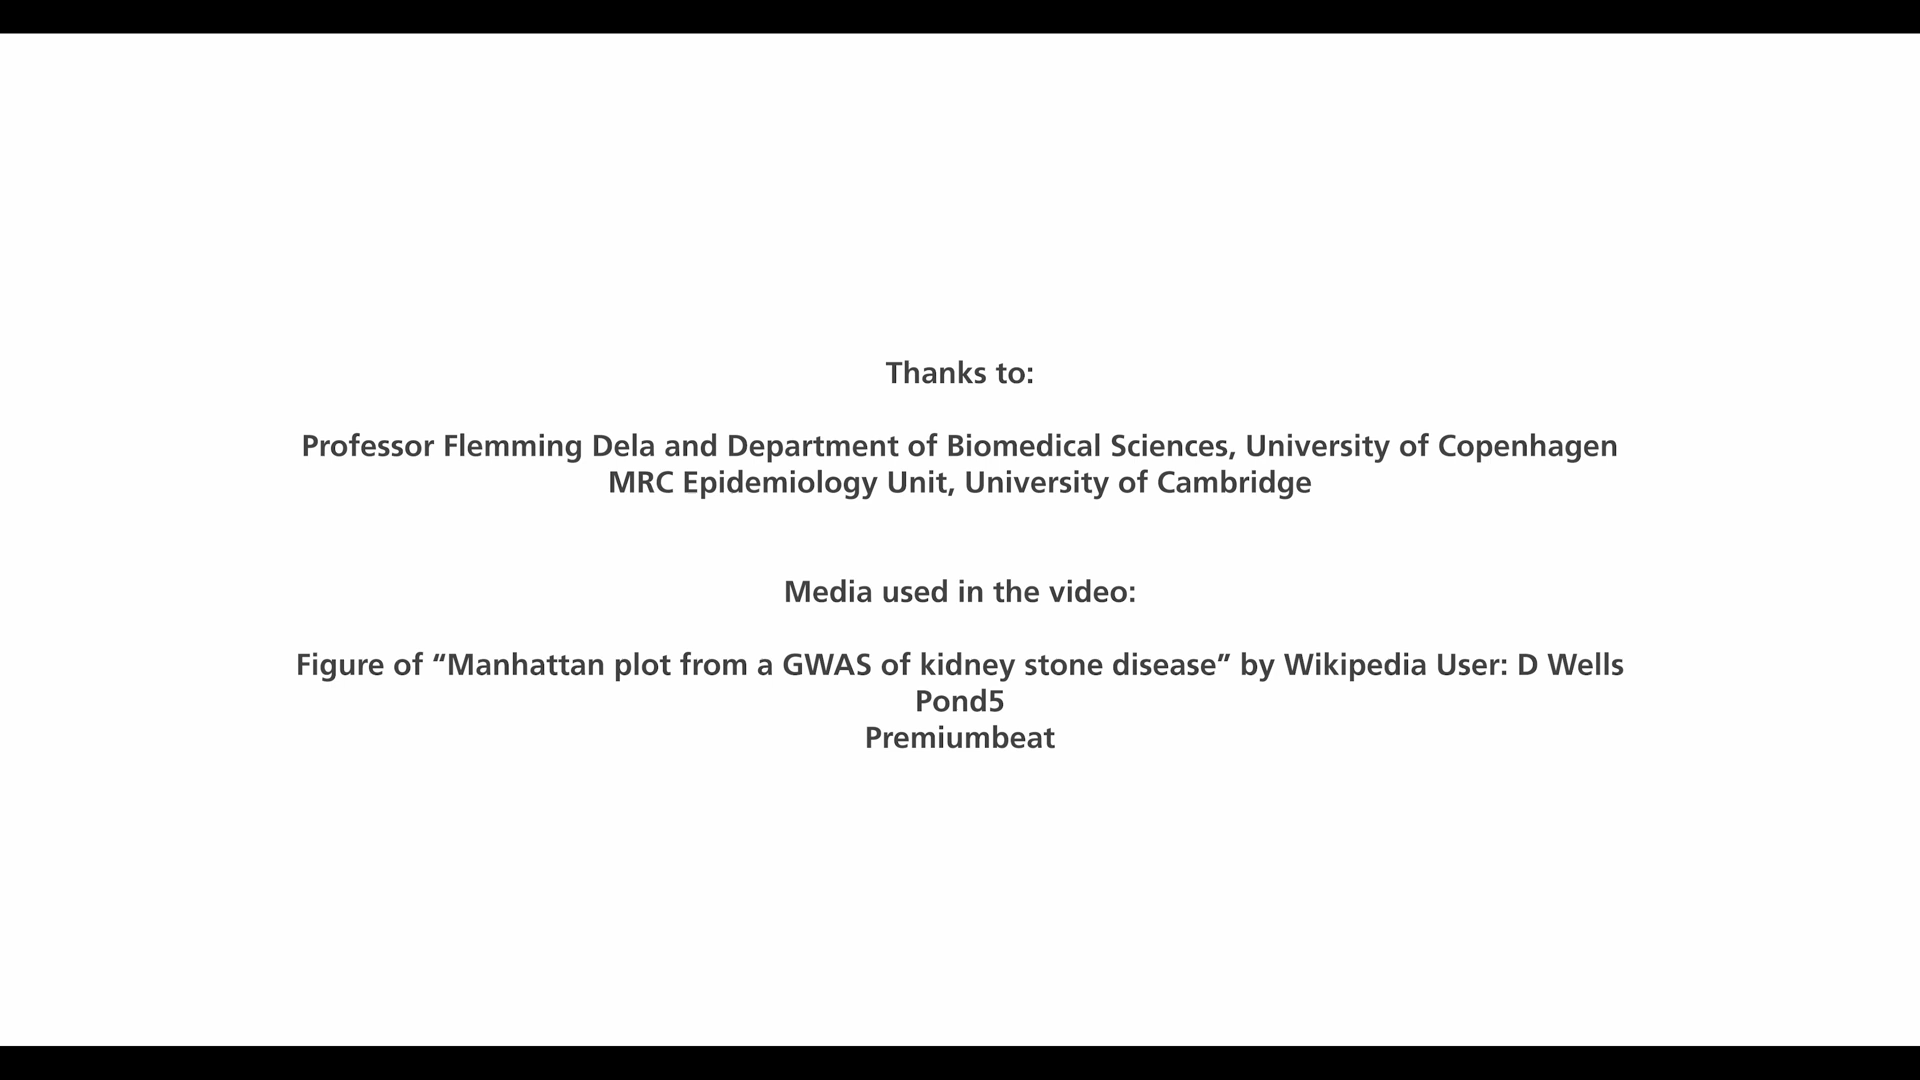 Thanks to:
Professor Flemming Dela and Department of Biomedical Sciences, University of Copenhagen
MRC Epidemiology Unit, University of Cambridge
Media used in the video:
Figure of “Manhattan plot from a GWAS of kidney stone disease” by Wikipedia User: D Wells
Pond5
Premiumbeat